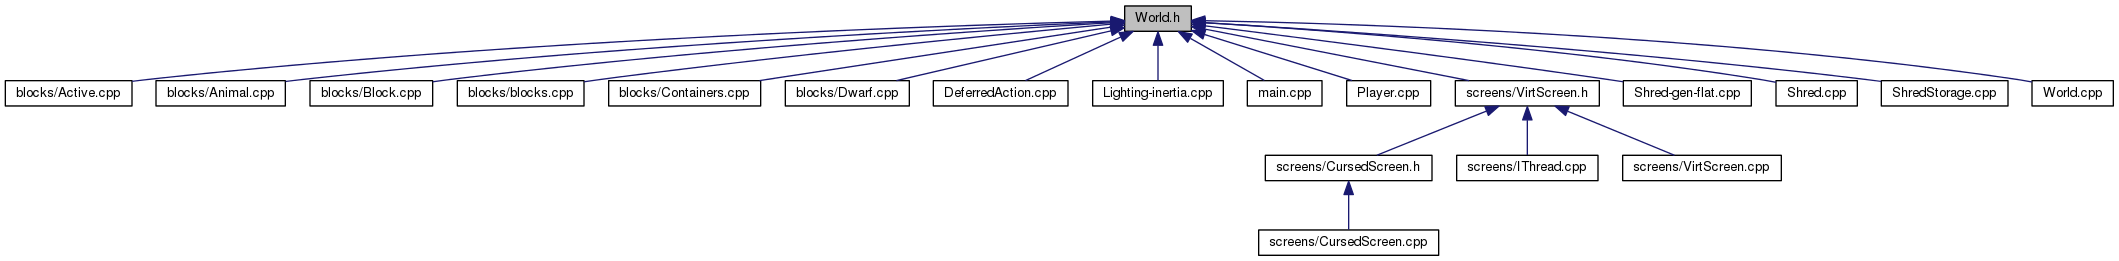 World.h
blocks/Active.cpp
blocks/Animal.cpp
blocks/Block.cpp
blocks/blocks.cpp
blocks/Containers.cpp
blocks/Dwarf.cpp
DeferredAction.cpp
Lighting-inertia.cpp
main.cpp
Player.cpp
screens/VirtScreen.h
Shred-gen-flat.cpp
Shred.cpp
ShredStorage.cpp
World.cpp
screens/CursedScreen.h
screens/IThread.cpp
screens/VirtScreen.cpp
screens/CursedScreen.cpp